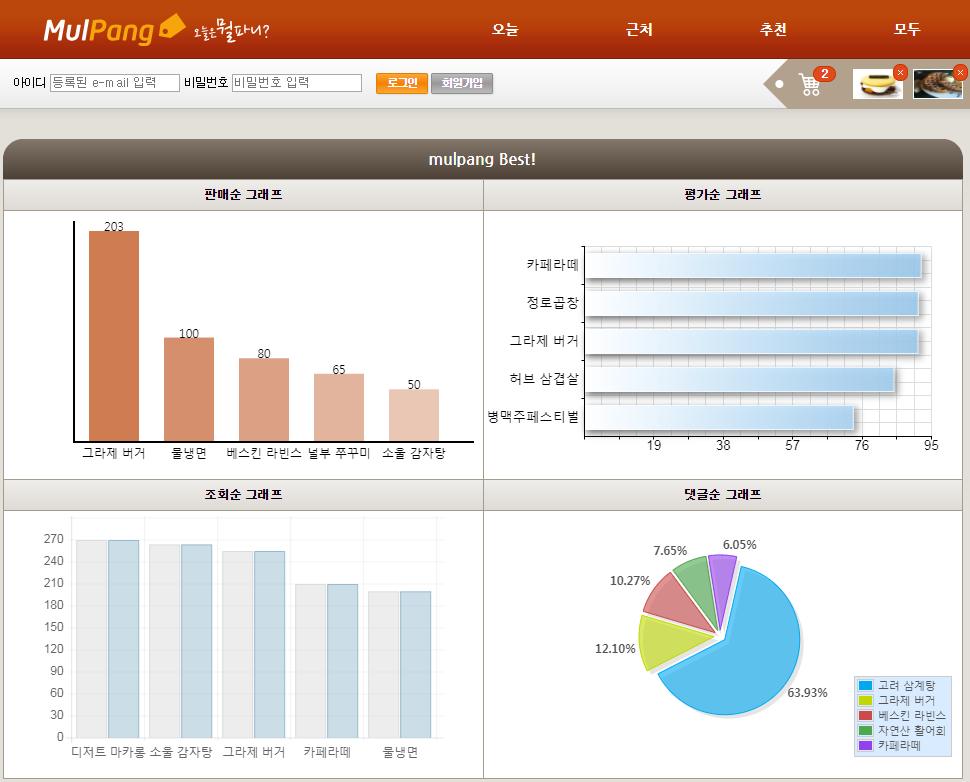 MulPang 오늘은뭘파니?
오늘 근처 추천 모두
아이디 등록된 e-mail 입력 비밀번호 비밀번호 입력 로그인 회원가입 2
mulpang Best!
판매순 그래프
203
100
80
65
50
그라제 버거 물냉면 베스킨 라빈스 널부 쭈꾸미 소울 감자탕
평가순 그래프
카페라떼
정로곱창
그라제 버거
허브 삼겹살
병맥주페스티벌
19 38 57 76 95
조회순 그래프
270
240
210
180
150
120
90
60
30
0
디저트 마카롱 소울 감자탕 그라제 버거 카페라떼 물냉면
댓글순 그래프
6.05%
7.65%
10.27%
12.10%
63.93%
고려 삼계탕
그라제 버거
베스킨 라빈스
자연산 활어회
카페라떼